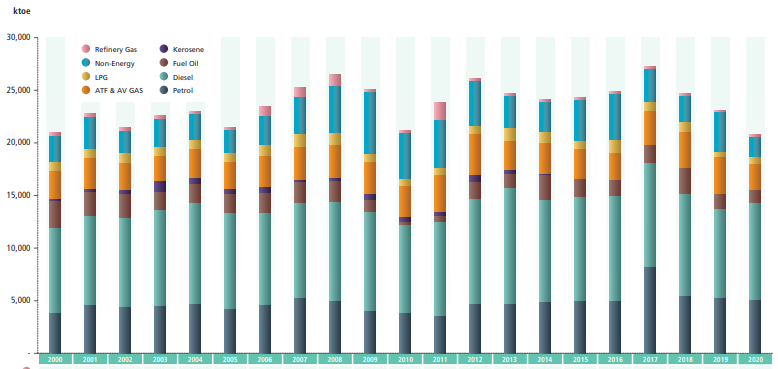 ktoe
30,000
25,000
20,000
15,000
10,000
5,000
-
Refinery Gas
Non-Energy
LPG
ATF & AV GAS
Kerosene
Fuel Oil
Diesel
Petrol
2000 2001 2002 2003 2004 2005 2006 2007 2008 2009 2010 2011 2012 2013 2014 2015 2016 2017 2018 2019 2020